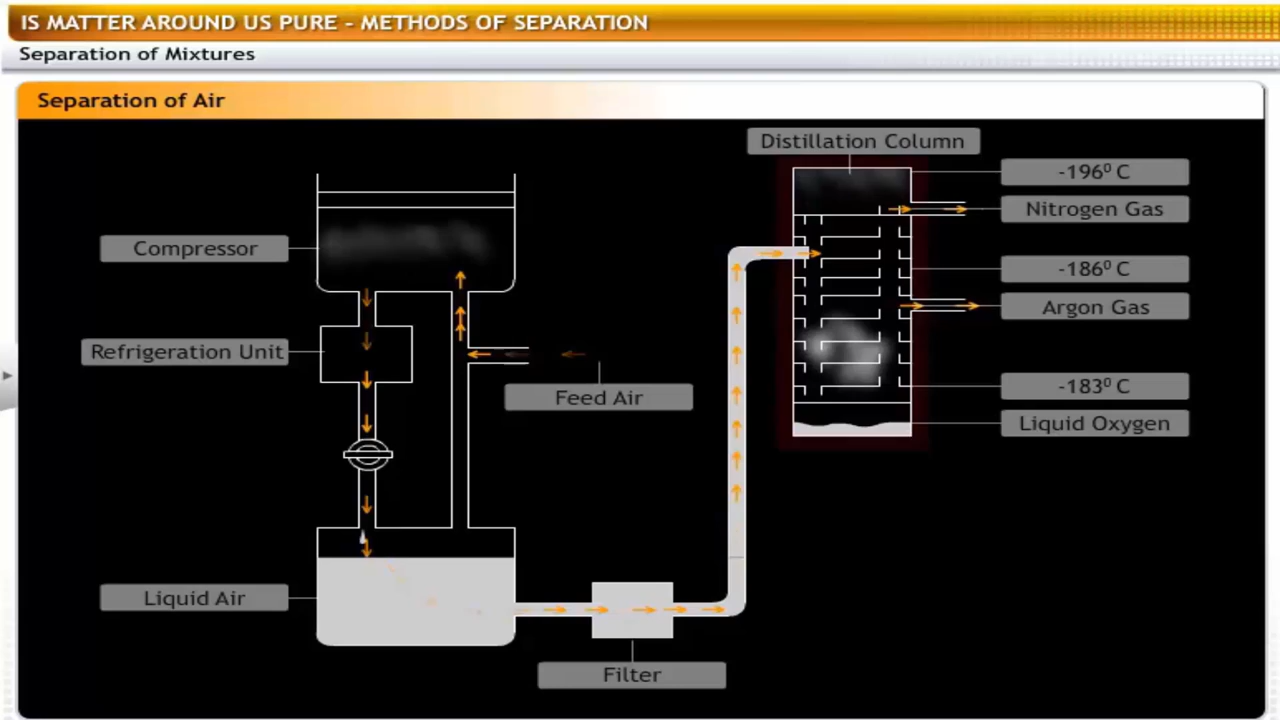 IS MATTER AROUND US PURE - METHODS OF SEPARATION
Separation of Mixtures
Separation of Air
Distillation Column
-196⁰ C
Nitrogen Gas
Compressor
-186⁰ C
Argon Gas
Refrigeration Unit
Feed Air
-183⁰ C
Liquid Oxygen
Liquid Air
Filter